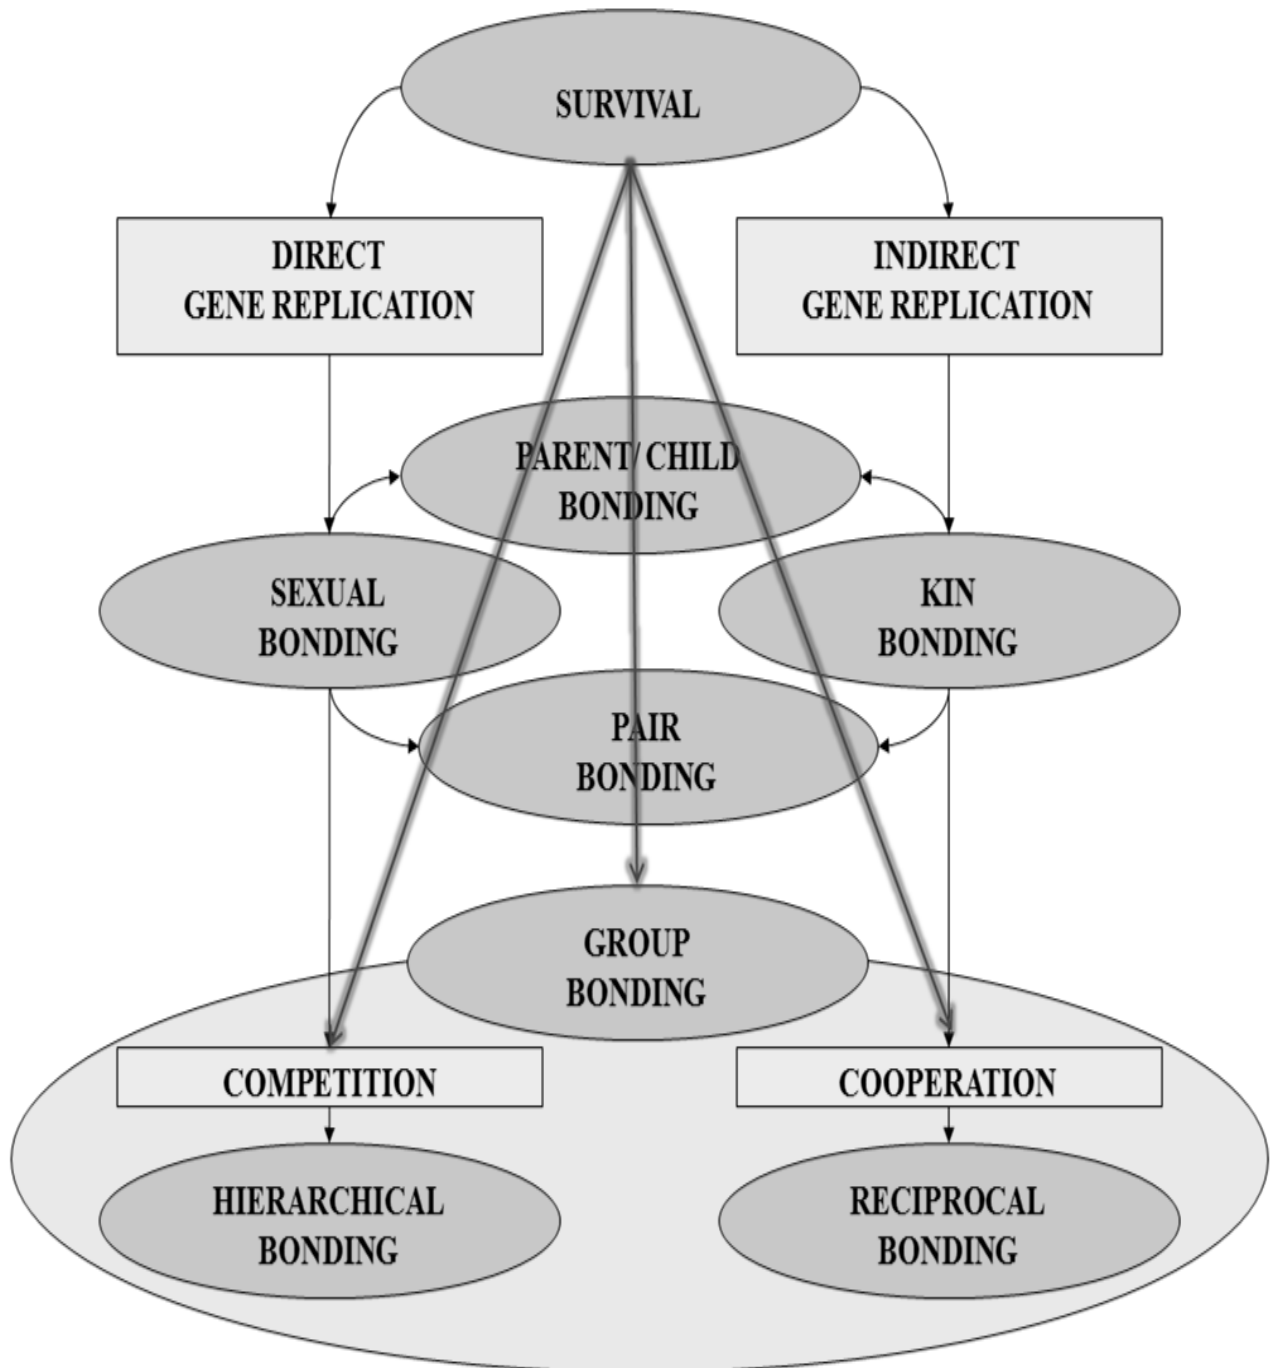 SURVIVAL
DIRECT
GENE REPLICATION
INDIRECT
GENE REPLICATION
PARENT/ CHILD
BONDING
SEXUAL
BONDING
KIN
BONDING
PAIR
BONDING
GROUP
BONDING
COMPETITION
COOPERATION
HIERARCHICAL
BONDING
RECIPROCAL
BONDING